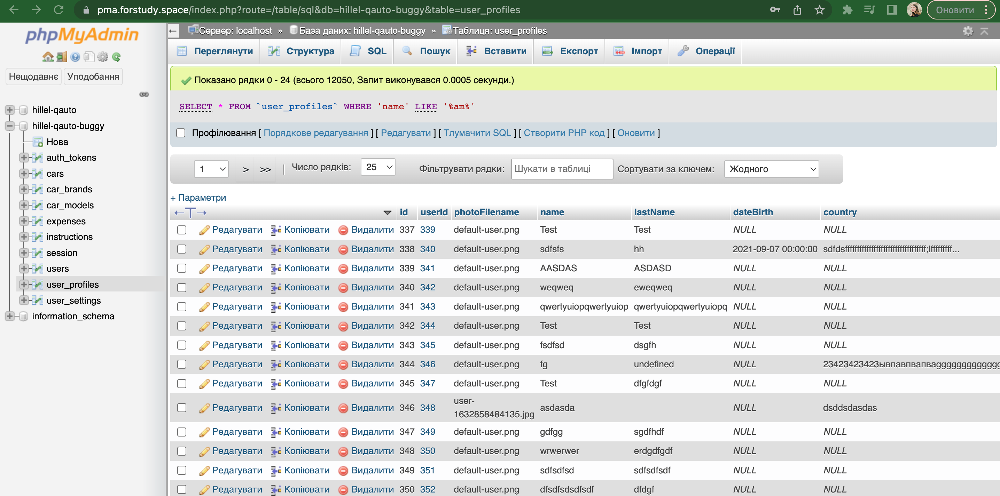 pma.forstudy.space/index.php?route=/table/sql&db=hillel-qauto-buggy&table=user_profiles
Оновити
phpMyAdmin
Нещодавнє Уподобання
hillel-qauto
hillel-qauto-buggy
Нова
auth_tokens
cars
car_brands
car_models
expenses
instructions
session
users
user_profiles
user_settings
information_schema
Сервер: localhost » База даних: hillel-qauto-buggy » Таблиця: user_profiles
Переглянути Структура SQL Пошук Вставити Експорт Імпорт Операції
Показано рядки 0 - 24 (всього 12050, Запит виконувався 0.0005 секунди.)
SELECT * FROM `user_profiles` WHERE 'name' LIKE '%am%'
Профілювання [ Порядкове редагування ] [ Редагувати ] [ Тлумачити SQL ] [ Створити PHP код ] [ Оновити ]
1 > >> | Число рядків: 25 Фільтрувати рядки: Шукати в таблиці Сортувати за ключем: Жодного
+ Параметри
←T→ id userId photoFilename name lastName dateBirth country
Редагувати Копіювати Видалити 337 339 default-user.png Test Test NULL NULL
Редагувати Копіювати Видалити 338 340 default-user.png sdfsfs hh 2021-09-07 00:00:00
Редагувати Копіювати Видалити 339 341 default-user.png AASDAS ASDASD NULL NULL
Редагувати Копіювати Видалити 340 342 default-user.png weqweq eweqweq NULL NULL
Редагувати Копіювати Видалити 341 343 default-user.png qwertyuiopqwertyuiop qwertyuiopqwertyuiopq NULL NULL
Редагувати Копіювати Видалити 342 344 default-user.png Test Test NULL NULL
Редагувати Копіювати Видалити 343 345 default-user.png fsdfsd dsgfh NULL NULL
Редагувати Копіювати Видалити 344 346 default-user.png fg undefined NULL
Редагувати Копіювати Видалити 345 347 default-user.png Test dfgfdgf NULL NULL
Редагувати Копіювати Видалити 346 348 user-1632858484135.jpg asdasda NULL dsddsdasdas
Редагувати Копіювати Видалити 347 349 default-user.png gdfgg sgdfhdf NULL NULL
Редагувати Копіювати Видалити 348 350 default-user.png wrwerwer erdgdfgdf NULL NULL
Редагувати Копіювати Видалити 349 351 default-user.png sdfsdfsd sdfsdfsdf NULL NULL
Редагувати Копіювати Видалити 350 352 default-user.png dfsdfsdsdfsdf dfdgf NULL NULL